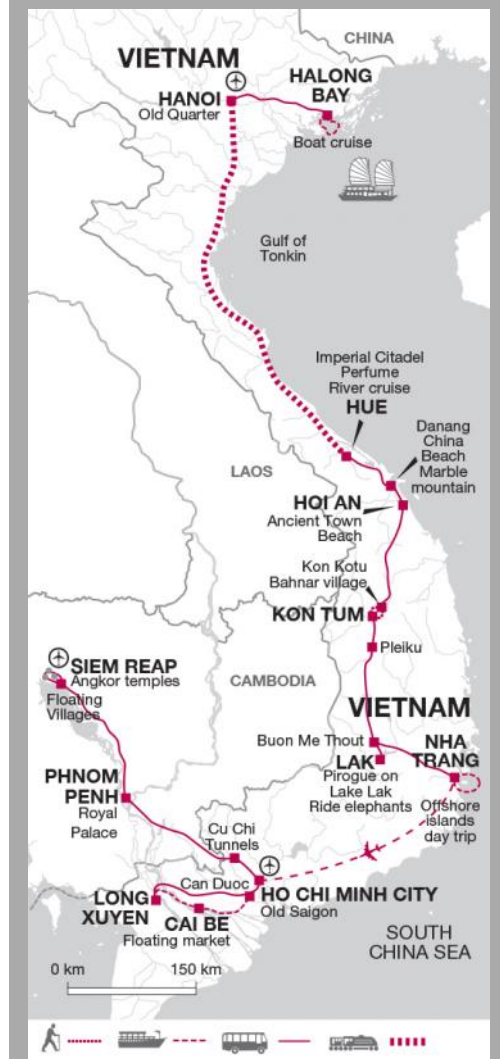 CHINA
VIETNAM
HALONG
BAY
HANOI
Old Quarter
Boat cruise
Gulf of
Tonkin
Imperial Citadel
Perfume
River cruise
HUE
Danang
China
Beach
Marble
mountain
LAOS
HOI AN
Ancient Town
Beach
Kon Kotu
Bahnar village
KON TUM
SIEM REAP
Angkor temples
Floating
Villages
CAMBODIA
Pleiku
VIETNAM
Buon Me Thout
NHA
TRANG
LAK
Pirogue on
Lake Lak
Ride elephants
PHNOM
PENH
Royal
Palace
Offshore
islands
day trip
Cu Chi
Tunnels
Can Duoc
HO CHI MINH CITY
Old Saigon
LONG
XUYEN
CAI BE
Floating market
SOUTH
CHINA SEA
0 km
150 km